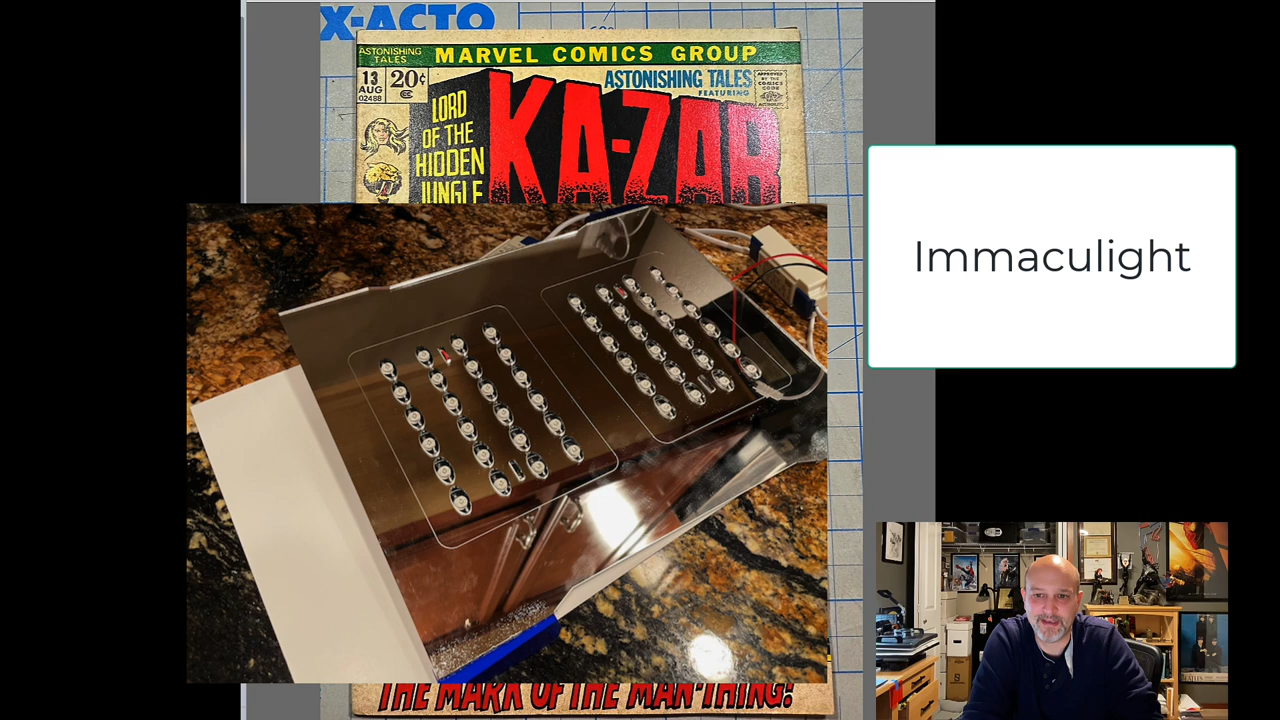 X-ACTO
60°
ASTONISHING
TALES
MARVEL COMICS GROUP
13
AUG
02488
20¢
ASTONISHING TALES
FEATURING
APPROVED
BY THE
COMICS
CODE
AUTHORITY
LORD
OF THE
HIDDEN
JUNGLE
KA-ZAR
Immaculight
THE MARK OF THE MAN-THING!